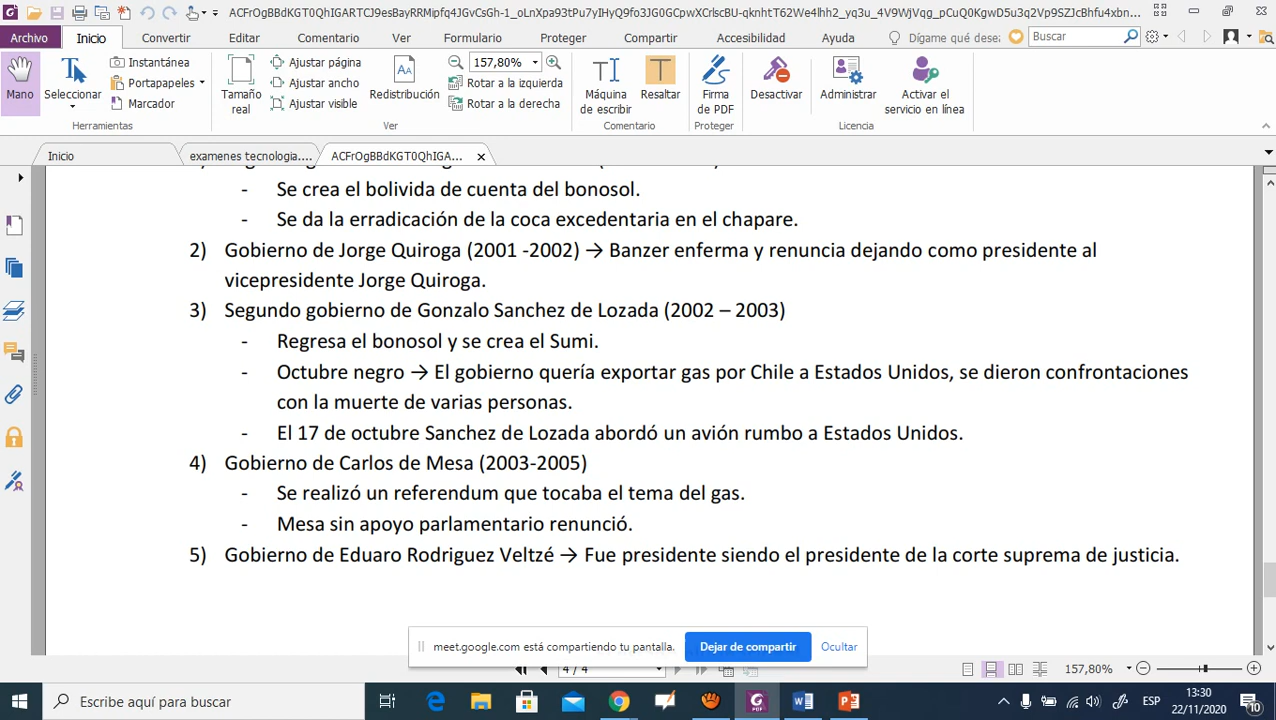 ACFrOgBBdKGT0QhIGARTCJ9esBayRRMipfq4JS
Archivo Inicio Convertir Editar Comentario Ver Formulario Proteger Compartir Accesibilidad Ayuda Dígame qué dese Buscar
Mano
Seleccionar
Instantánea
Portapapeles
Marcador
Herramientas
Tamaño real
Ajustar página
Ajustar ancho
Ajustar visible
Redistribución
157,80%
Rotar a la izquierda
Rotar a la derecha
Ver
Máquina de escribir
Resaltar
Comentario
Firma de PDF
Proteger
Desactivar
Administrar
Activar el servicio en línea
Licencia
Inicio examenes tecnologia.... ACFrOgBBdKGT0QhIGA...
- Se crea el bolivida de cuenta del bonosol.
- Se da la erradicación de la coca excedentaria en el chapare.
2) Gobierno de Jorge Quiroga (2001 -2002) → Banzer enferma y renuncia dejando como presidente al
vicepresidente Jorge Quiroga.
3) Segundo gobierno de Gonzalo Sanchez de Lozada (2002 – 2003)
- Regresa el bonosol y se crea el Sumi.
- Octubre negro → El gobierno quería exportar gas por Chile a Estados Unidos, se dieron confrontaciones
con la muerte de varias personas.
- El 17 de octubre Sanchez de Lozada abordó un avión rumbo a Estados Unidos.
4) Gobierno de Carlos de Mesa (2003-2005)
- Se realizó un referendum que tocaba el tema del gas.
- Mesa sin apoyo parlamentario renunció.
5) Gobierno de Eduaro Rodriguez Veltzé → Fue presidente siendo el presidente de la corte suprema de justicia.
meet.google.com está compartiendo tu pantalla. Dejar de compartir Ocultar
4 / 4 157,80%
Escribe aquí para buscar
ESP
13:30
22/11/2020
10